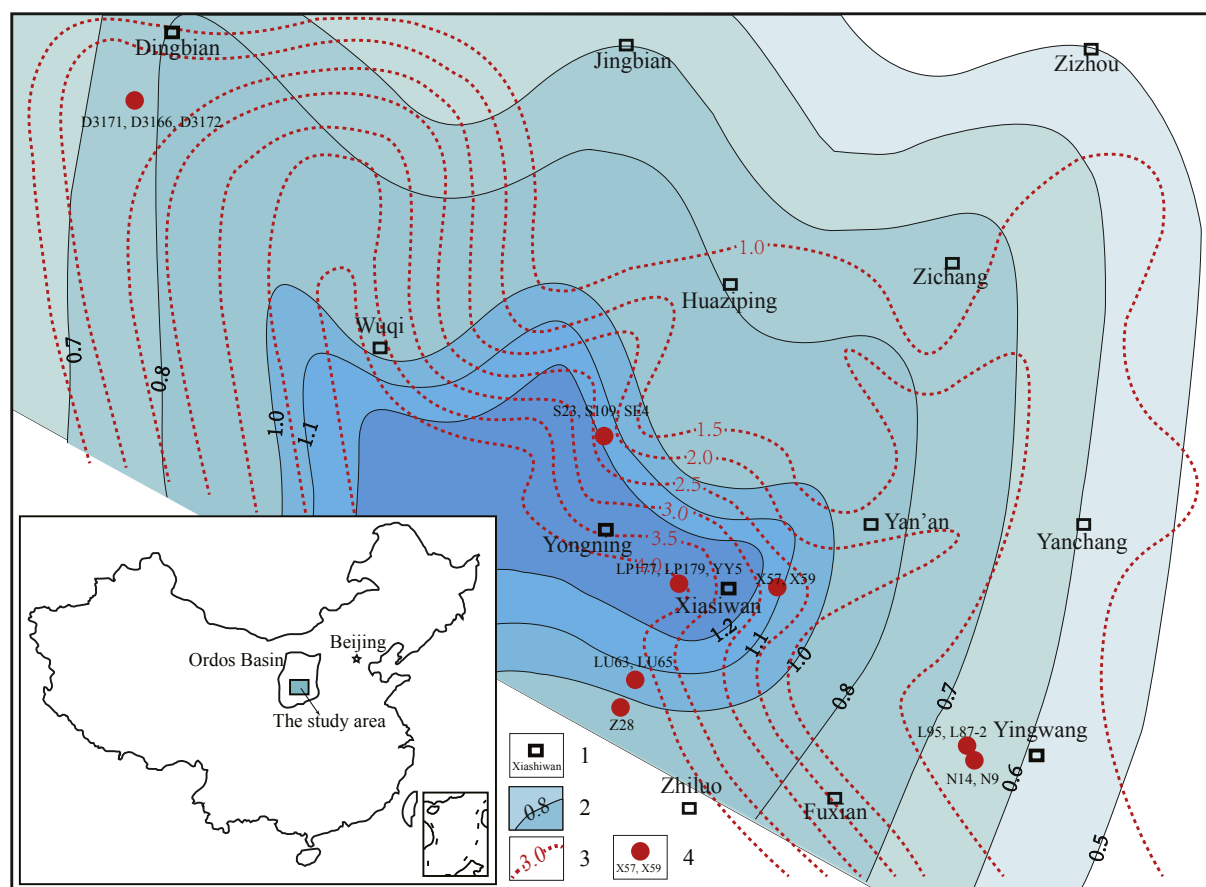 Dingbian
Jingbian
Zizhou
D3171, D3166, D3172
1.0
Zichang
Huaziping
Wuqi
0.7
0.8
1.0
1.1
S23, S109, SE4
1.5
2.0
2.5
3.0
3.5
4.0
Yongning
Yan’an
Yanchang
LP177, LP179, YY5
X57, X59
Xiasiwan
1.2
1.1
1.0
LU63, LU65
Z28
0.8
0.7
0.6
0.5
L95, L87-2
Yingwang
N14, N9
Zhiluo
Fuxian
Beijing
Ordos Basin
The study area
Xiashiwan
1
0.8
2
3.0
3
X57, X59
4